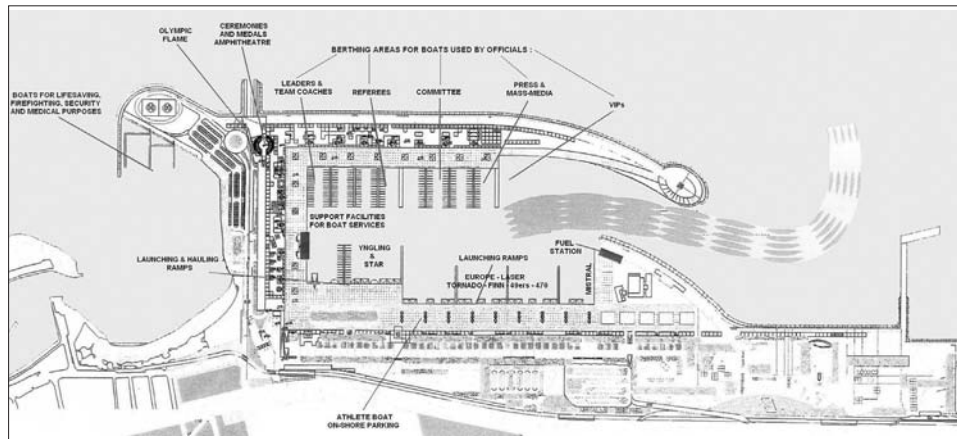 OLYMPIC
FLAME
CEREMONIES
AND MEDALS
AMPHITHEATRE
BERTHING AREAS FOR BOATS USED BY OFFICIALS :
LEADERS &
TEAM COACHES
REFEREES
COMMITTEE
PRESS &
MASS-MEDIA
VIPs
BOATS FOR LIFESAVING,
FIREFIGHTING, SECURITY
AND MEDICAL PURPOSES
SUPPORT FACILITIES
FOR BOAT SERVICES
YNGLING
&
STAR
LAUNCHING & HAULING
RAMPS
LAUNCHING RAMPS
EUROPE - LASER
TORNADO - FINN - 49ers - 470
MISTRAL
FUEL
STATION
ATHLETE BOAT
ON-SHORE PARKING